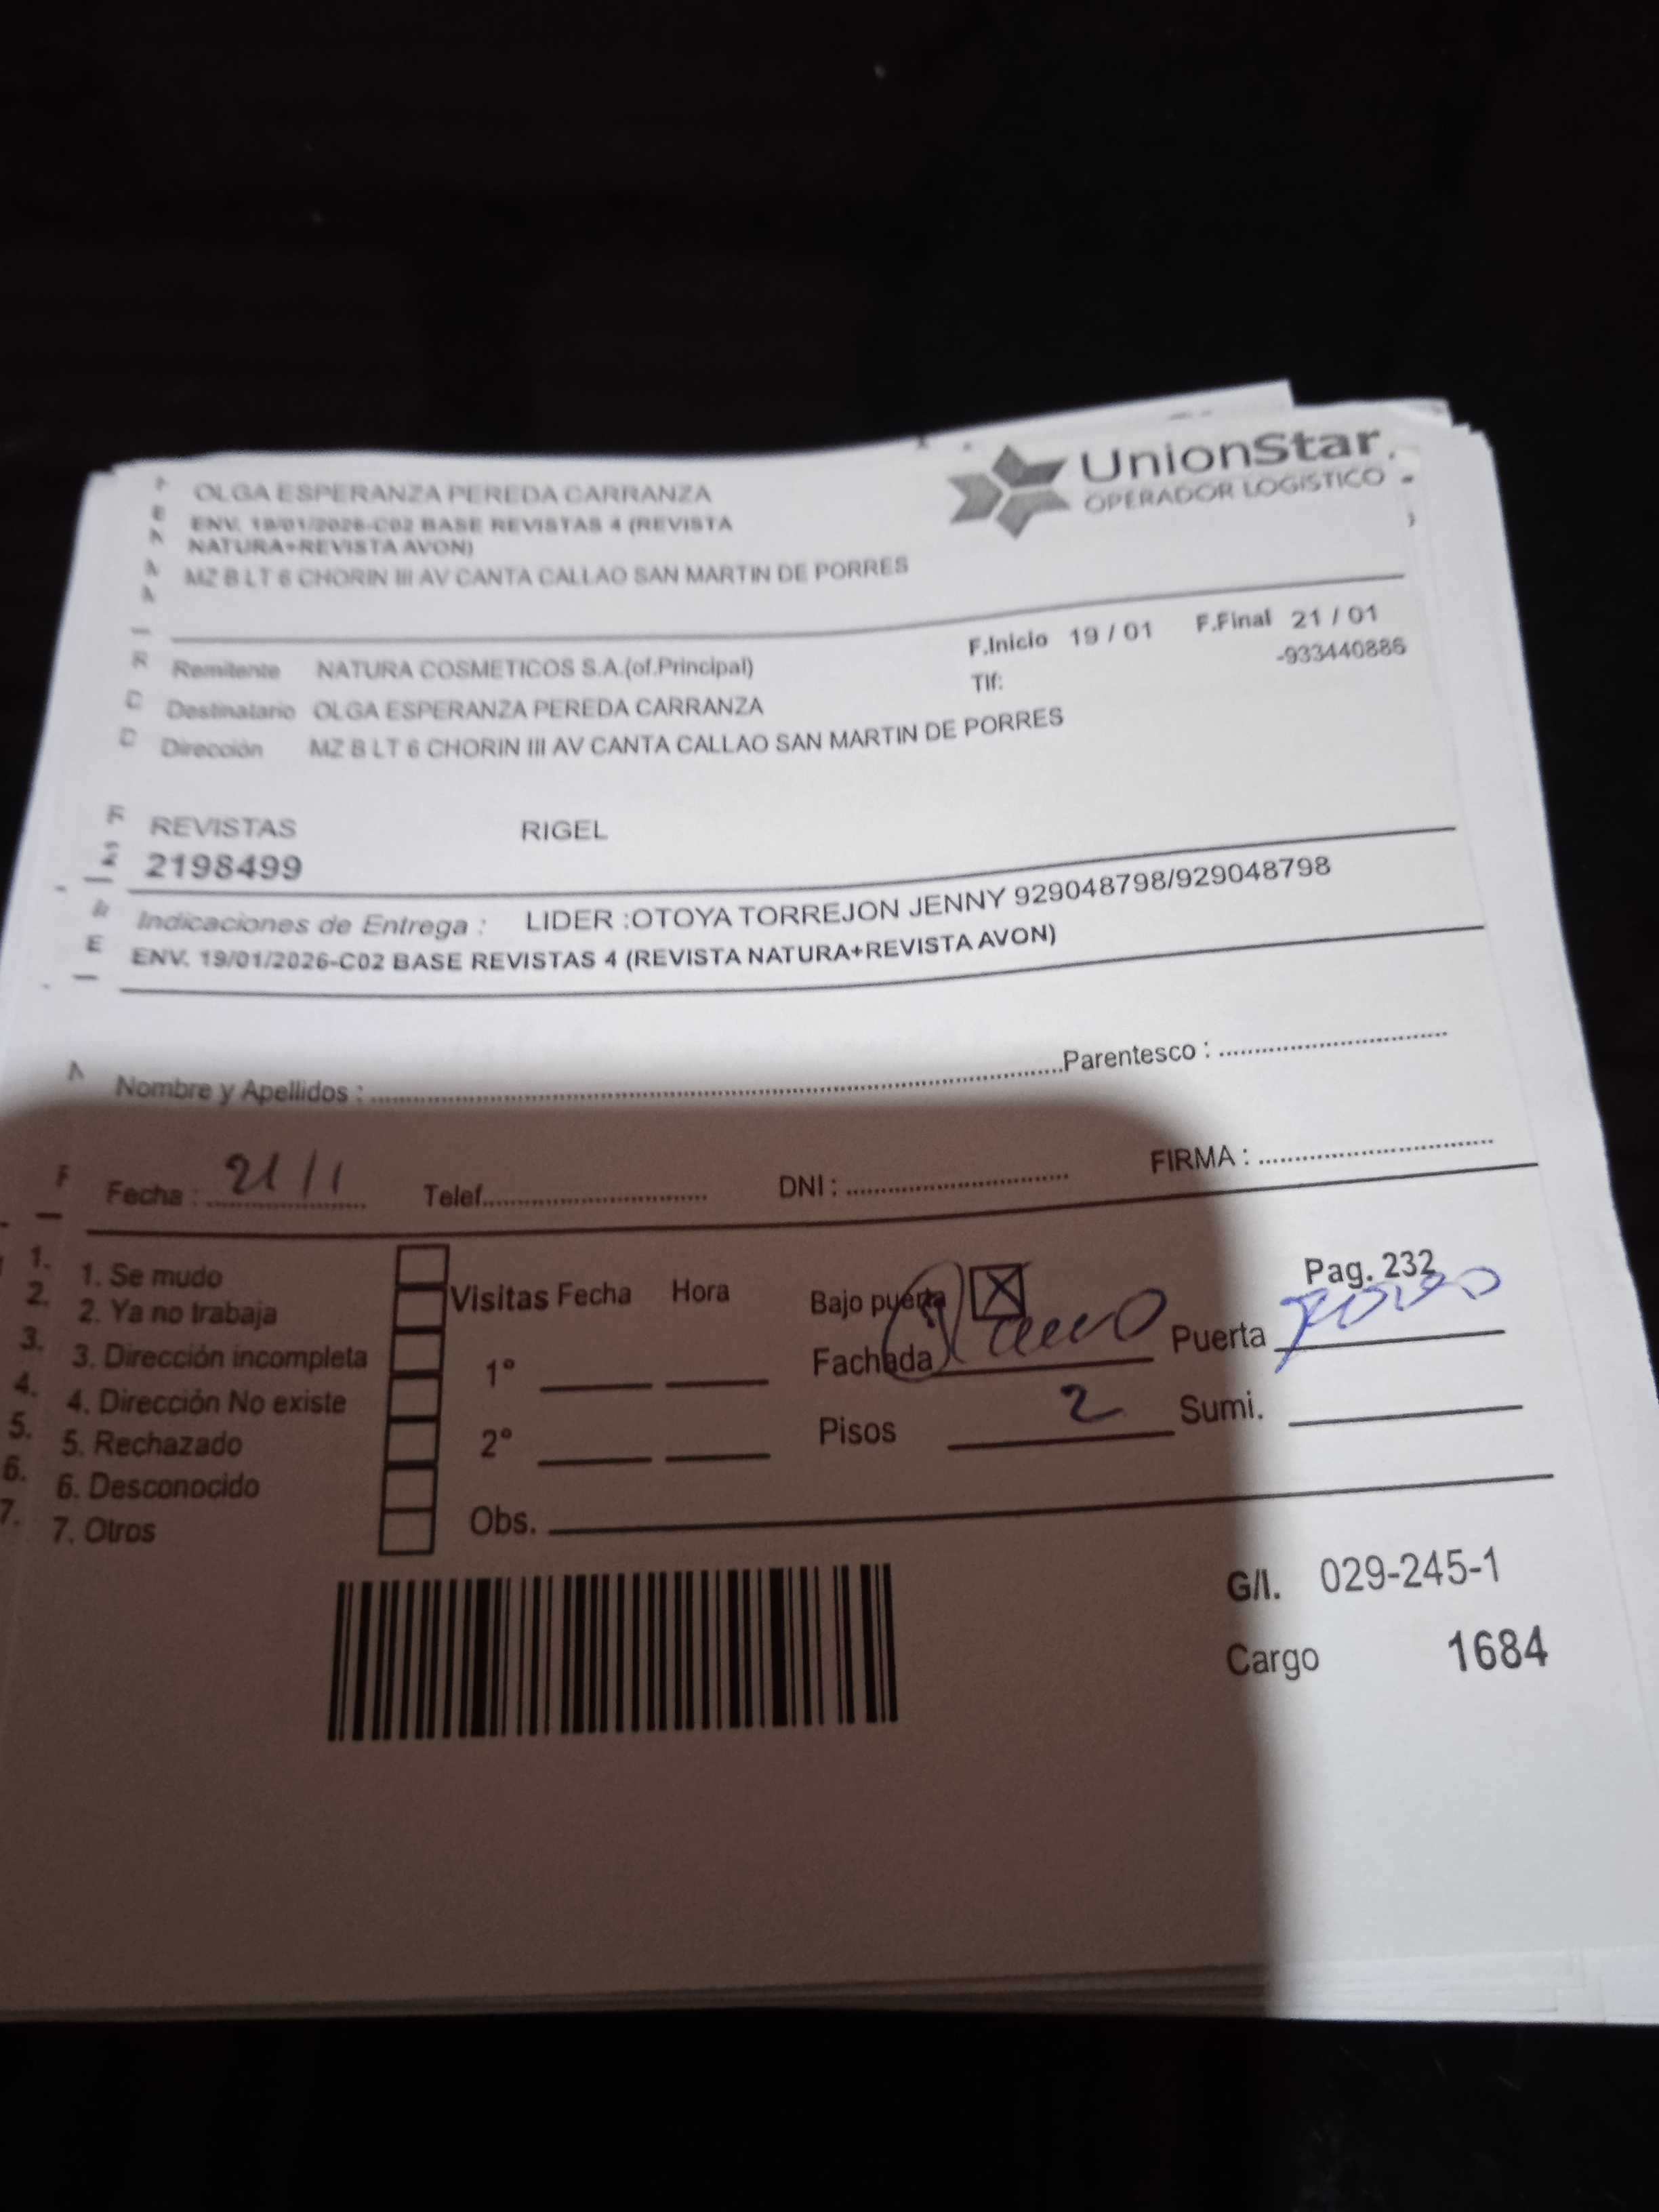 OLGA ESPERANZA PEREDA CARRANZA
ENV. 19/01/2026-C02 BASE REVISTAS 4 (REVISTA
NATURA+REVISTA AVON)
MZ B LT 6 CHORIN III AV CANTA CALLAO SAN MARTIN DE PORRES
UnionStar
OPERADOR LOGISTICO
F.Inicio 19 / 01 F.Final 21 / 01
Remitente NATURA COSMETICOS S.A.(of.Principal) Tlf: -933440886
Destinatario OLGA ESPERANZA PEREDA CARRANZA
Dirección MZ B LT 6 CHORIN III AV CANTA CALLAO SAN MARTIN DE PORRES
REVISTAS RIGEL
2198499
Indicaciones de Entrega : LIDER :OTOYA TORREJON JENNY 929048798/929048798
ENV. 19/01/2026-C02 BASE REVISTAS 4 (REVISTA NATURA+REVISTA AVON)
Nombre y Apellidos : Parentesco :
Fecha : 21/1 Telef. DNI : FIRMA :
Pag. 232
1. Se mudo
2. Ya no trabaja
3. Dirección incompleta
4. Dirección No existe
5. Rechazado
6. Desconocido
7. Otros
Visitas Fecha Hora
1°
2°
Obs.
Bajo puerta X
Fachada Puerta
Pisos 2 Sumi.
G/I. 029-245-1
Cargo 1684